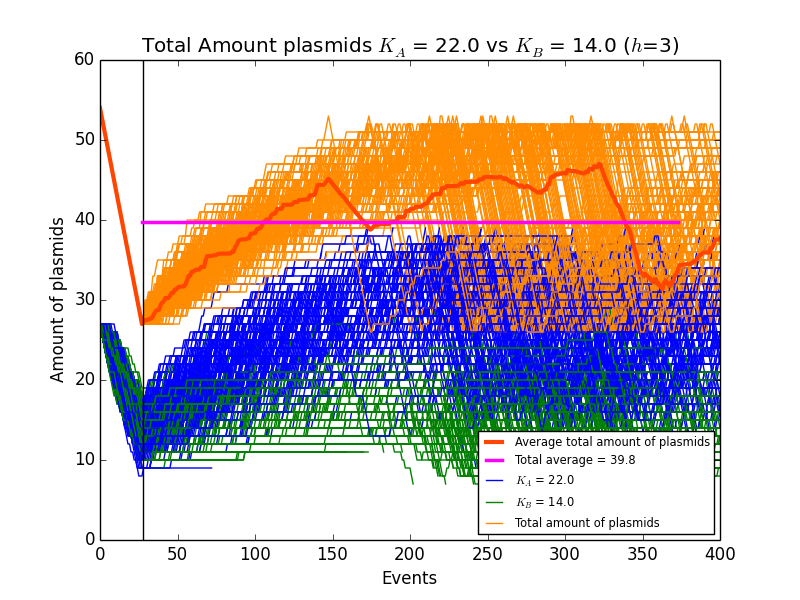 Total Amount plasmids K_A = 22.0 vs K_B = 14.0 (h=3)
60
50
40
30
20
10
0
Amount of plasmids
Average total amount of plasmids
Total average = 39.8
K_A = 22.0
K_B = 14.0
Total amount of plasmids
0 50 100 150 200 250 300 350 400
Events